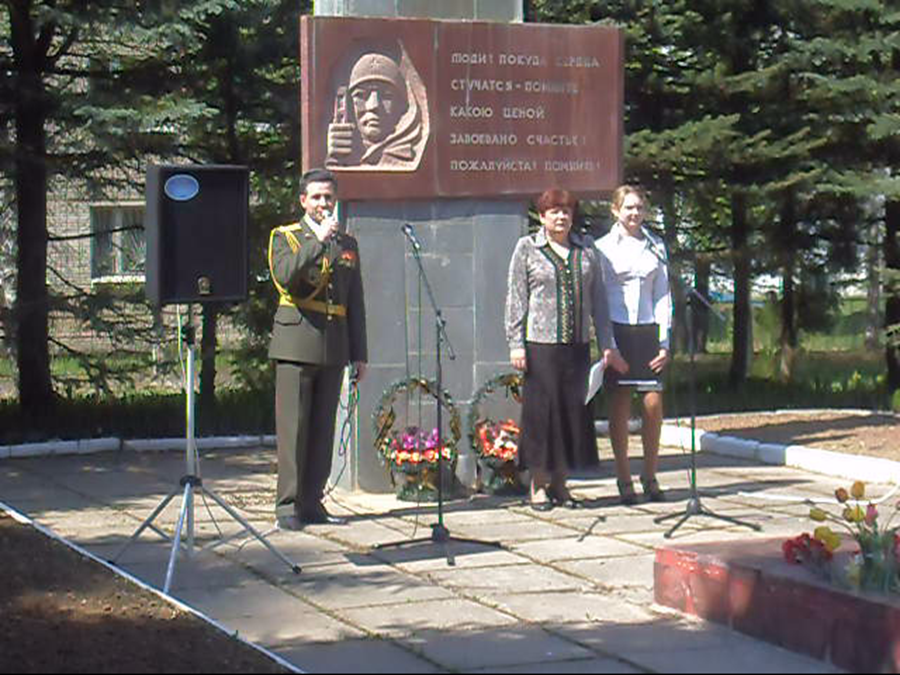 ЛЮДИ! ПОКУДА СЕРДЦА
СТУЧАТСЯ – ПОМНИТЕ
КАКОЮ ЦЕНОЙ
ЗАВОЕВАНО СЧАСТЬЕ!
ПОЖАЛУЙСТА! ПОМНИТЕ!